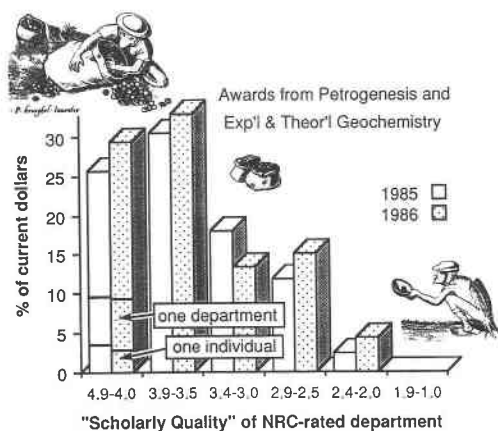 Awards from Petrogenesis and
Exp'l & Theor'l Geochemistry
1985
1986
% of current dollars
30
25
20
15
10
5
0
one department
one individual
4.9-4.0 3.9-3.5 3.4-3.0 2.9-2.5 2.4-2.0 1.9-1.0
"Scholarly Quality" of NRC-rated department